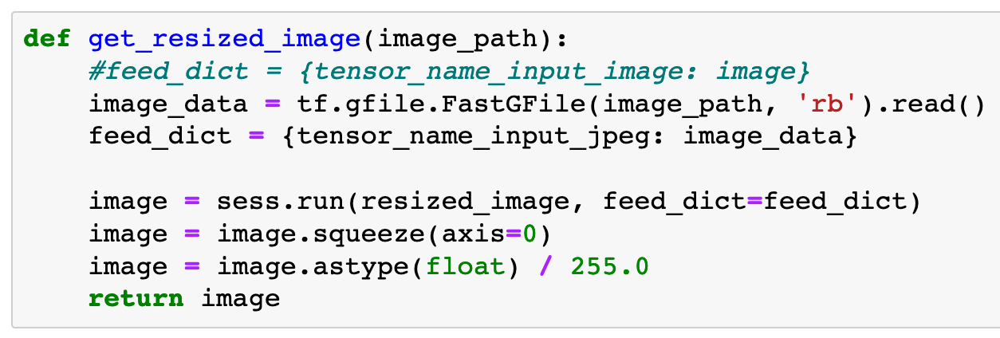 def get_resized_image(image_path):
    #feed_dict = {tensor_name_input_image: image}
    image_data = tf.gfile.FastGFile(image_path, 'rb').read()
    feed_dict = {tensor_name_input_jpeg: image_data}

    image = sess.run(resized_image, feed_dict=feed_dict)
    image = image.squeeze(axis=0)
    image = image.astype(float) / 255.0
    return image